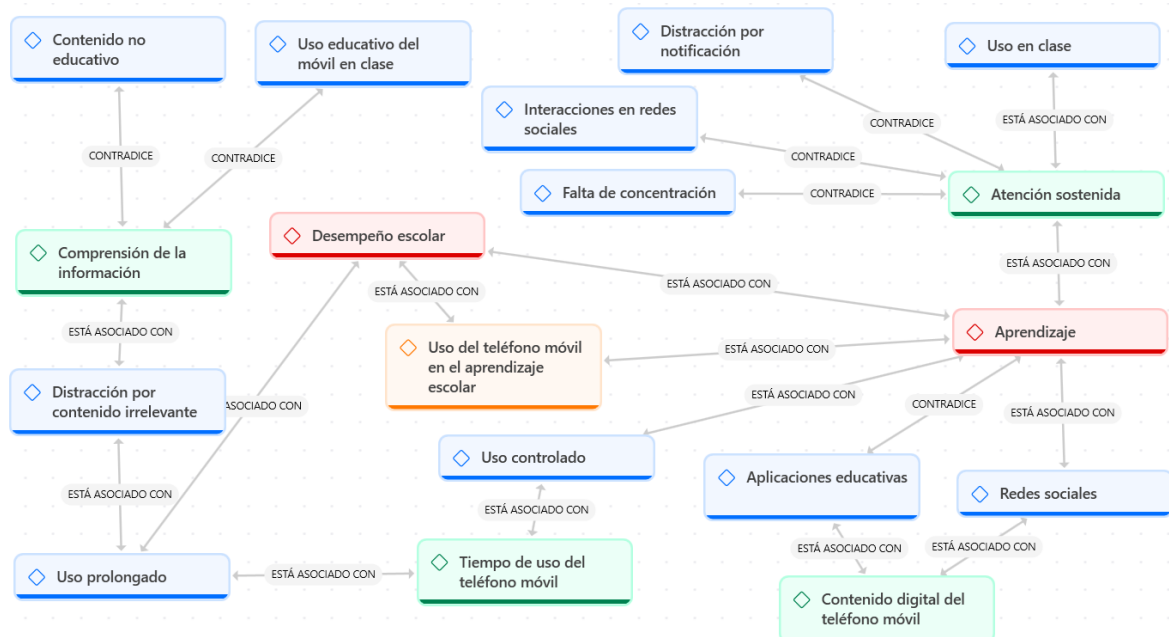 Contenido no
educativo
Uso educativo del
móvil en clase
Distracción por
notificación
Uso en clase
Interacciones en redes
sociales
CONTRADICE
ESTÁ ASOCIADO CON
CONTRADICE
CONTRADICE
CONTRADICE
Falta de concentración
CONTRADICE
Atención sostenida
Comprensión de la
información
Desempeño escolar
ESTÁ ASOCIADO CON
ESTÁ ASOCIADO CON
ESTÁ ASOCIADO CON
ESTÁ ASOCIADO CON
Uso del teléfono móvil
en el aprendizaje
escolar
ESTÁ ASOCIADO CON
Aprendizaje
Distracción por
contenido irrelevante
ASOCIADO CON
ESTÁ ASOCIADO CON
CONTRADICE
ESTÁ ASOCIADO CON
Uso controlado
Aplicaciones educativas
Redes sociales
ESTÁ ASOCIADO CON
ESTÁ ASOCIADO CON
Uso prolongado
ESTÁ ASOCIADO CON
Tiempo de uso del
teléfono móvil
ESTÁ ASOCIADO CON
ESTÁ ASOCIADO CON
Contenido digital del
teléfono móvil